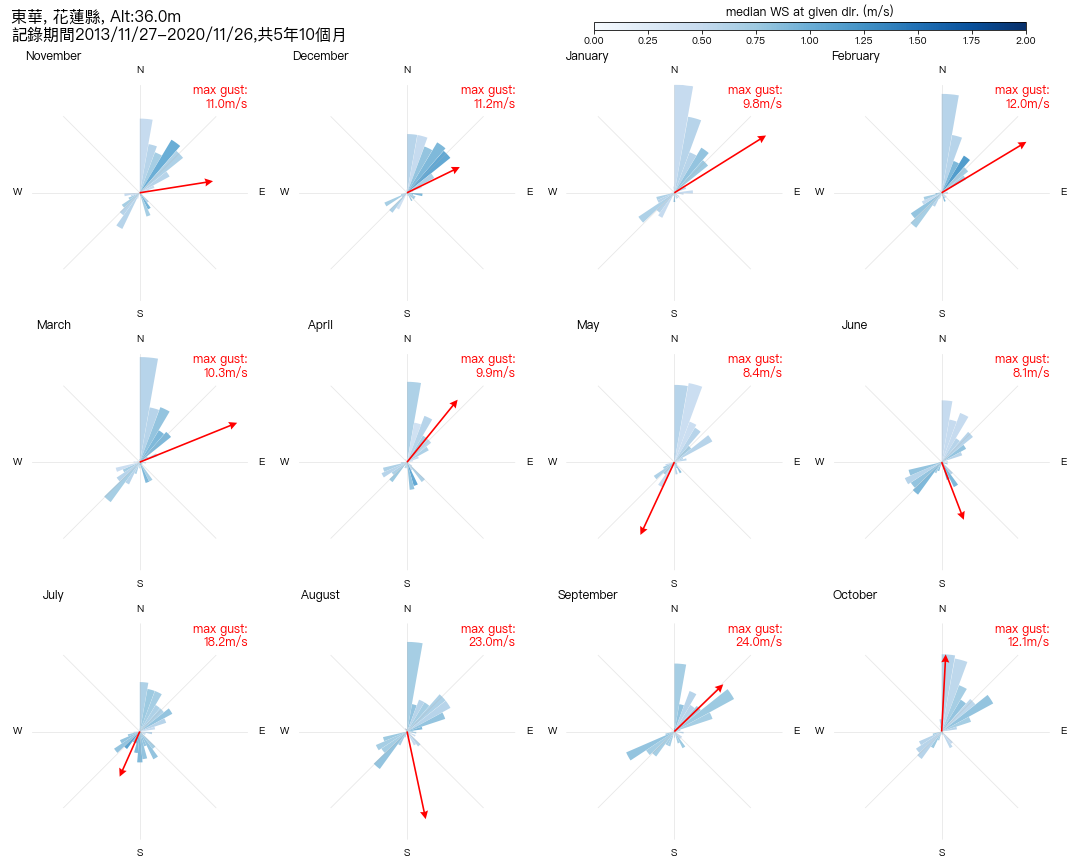 東華, 花蓮縣, Alt:36.0m
記錄期間2013/11/27−2020/11/26,共5年10個月
median WS at given dir. (m/s)
0.00 0.25 0.50 0.75 1.00 1.25 1.50 1.75 2.00
November
N
max gust:
11.0m/s
W
E
S
December
N
max gust:
11.2m/s
W
E
S
January
N
max gust:
9.8m/s
W
E
S
February
N
max gust:
12.0m/s
W
E
S
March
N
max gust:
10.3m/s
W
E
S
April
N
max gust:
9.9m/s
W
E
S
May
N
max gust:
8.4m/s
W
E
S
June
N
max gust:
8.1m/s
W
E
S
July
N
max gust:
18.2m/s
W
E
S
August
N
max gust:
23.0m/s
W
E
S
September
N
max gust:
24.0m/s
W
E
S
October
N
max gust:
12.1m/s
W
E
S